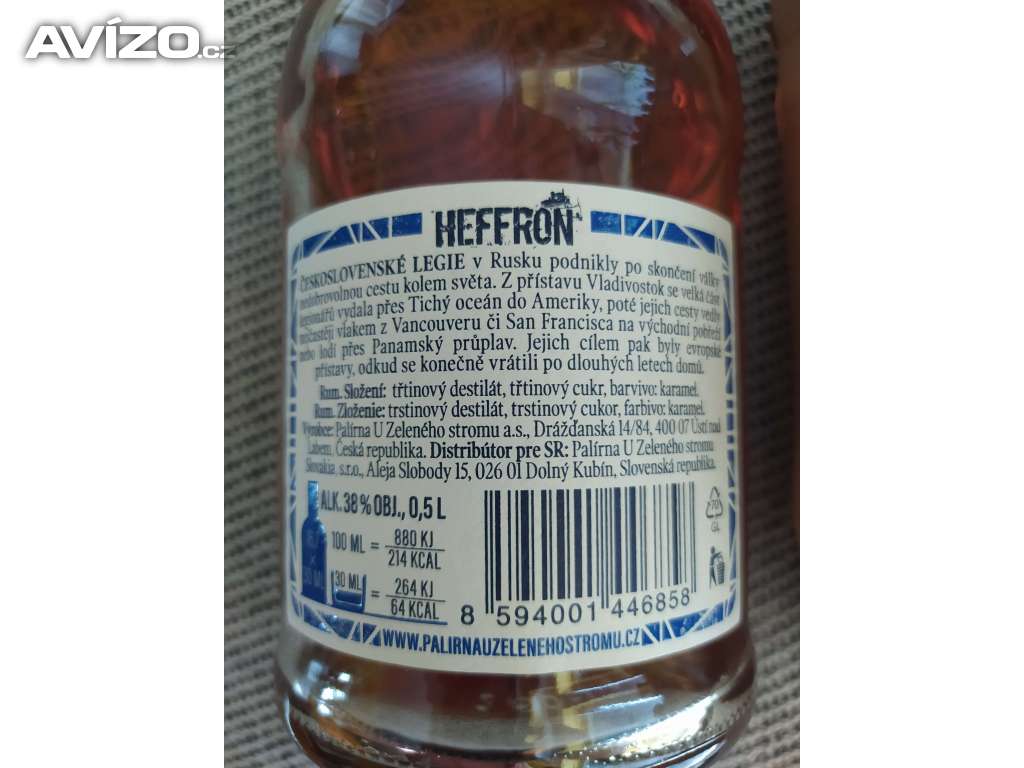 AVÍZO.cz
HEFFRON
ČESKOSLOVENSKÉ LEGIE v Rusku podnikly po skončení války
nedobrovolnou cestu kolem světa. Z přístavu Vladivostok se velká část
legionářů vydala přes Tichý oceán do Ameriky, poté jejich cesty vedly
nejčastěji vlakem z Vancouveru či San Francisca na východní pobřeží
nebo lodí přes Panamský průplav. Jejich cílem pak byly evropské
přístavy, odkud se konečně vrátili po dlouhých letech domů.
Rum. Složení: třtinový destilát, třtinový cukr, barvivo: karamel.
Rum. Zloženie: trstinový destilát, trstinový cukor, farbivo: karamel.
Výrobce: Palírna U Zeleného stromu a.s., Drážďanská 14/84, 400 07 Ústí nad
Labem, Česká republika. Distribútor pre SR: Palírna U Zeleného stromu
Slovakia, s.r.o., Aleja Slobody 15, 026 01 Dolný Kubín, Slovenská republika.
ALK. 38 % OBJ., 0,5 L
100 ML = 880 KJ
214 KCAL
30 ML = 264 KJ
64 KCAL
8 594001 446858
70
GL
WWW.PALIRNAUZELENEHOSTROMU.CZ